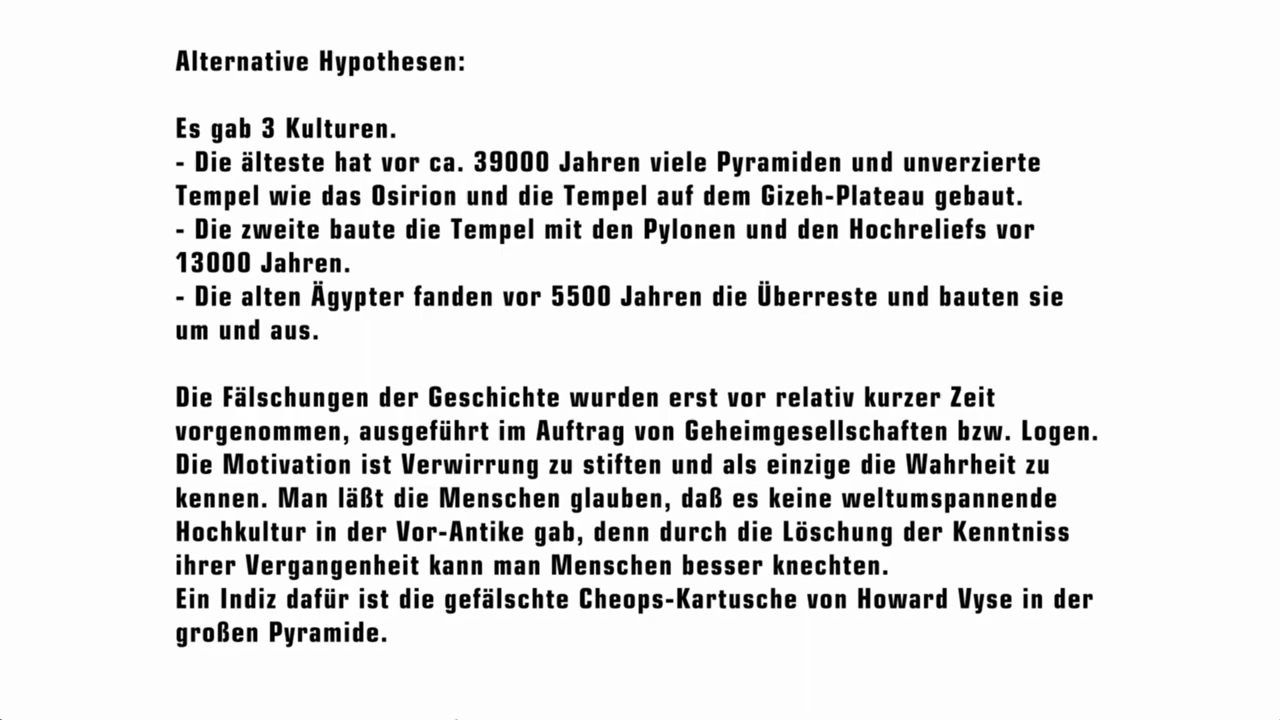 Alternative Hypothesen:
Es gab 3 Kulturen.
- Die älteste hat vor ca. 39000 Jahren viele Pyramiden und unverzierte
Tempel wie das Osirion und die Tempel auf dem Gizeh-Plateau gebaut.
- Die zweite baute die Tempel mit den Pylonen und den Hochreliefs vor
13000 Jahren.
- Die alten Ägypter fanden vor 5500 Jahren die Überreste und bauten sie
um und aus.
Die Fälschungen der Geschichte wurden erst vor relativ kurzer Zeit
vorgenommen, ausgeführt im Auftrag von Geheimgesellschaften bzw. Logen.
Die Motivation ist Verwirrung zu stiften und als einzige die Wahrheit zu
kennen. Man läßt die Menschen glauben, daß es keine weltumspannende
Hochkultur in der Vor-Antike gab, denn durch die Löschung der Kenntniss
ihrer Vergangenheit kann man Menschen besser knechten.
Ein Indiz dafür ist die gefälschte Cheops-Kartusche von Howard Vyse in der
großen Pyramide.